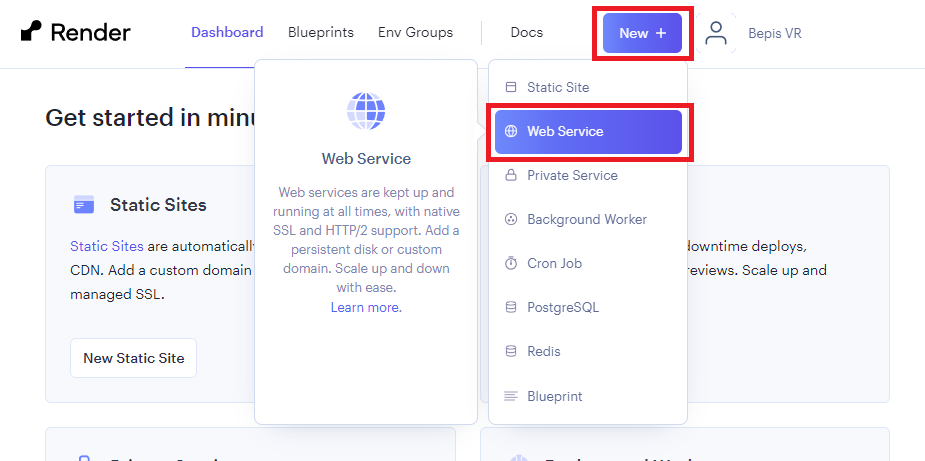 Render
Dashboard
Blueprints
Env Groups
Docs
New +
Bepis VR
Get started in minu
Static Sites
Static Sites are automatically
CDN. Add a custom domain
managed SSL.
New Static Site
Web Service
Web services are kept up and
running at all times, with native
SSL and HTTP/2 support. Add a
persistent disk or custom
domain. Scale up and down
with ease.
Learn more.
Static Site
Web Service
Private Service
Background Worker
Cron Job
PostgreSQL
Redis
Blueprint
downtime deploys,
reviews. Scale up and